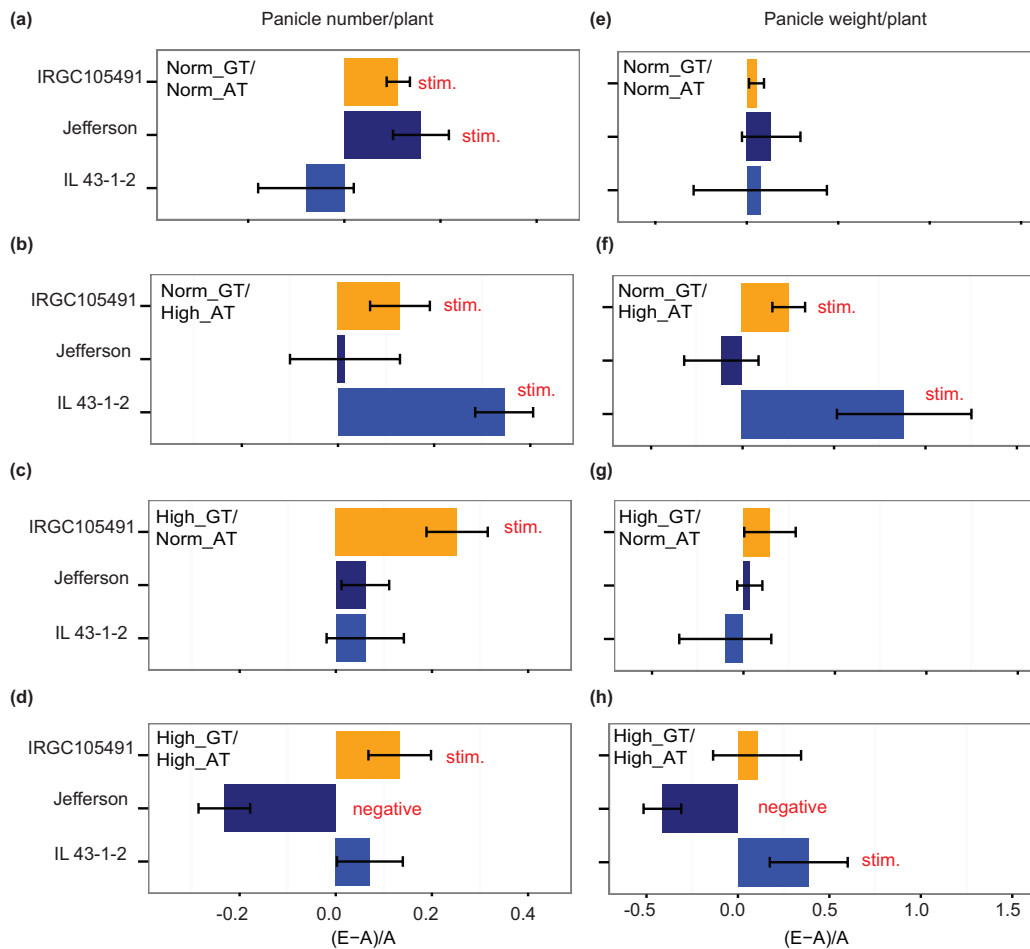 (a) Panicle number/plant
IRGC105491
Jefferson
IL 43-1-2
Norm_GT/
Norm_AT
stim.
stim.
(e) Panicle weight/plant
Norm_GT/
Norm_AT
(b)
IRGC105491
Jefferson
IL 43-1-2
Norm_GT/
High_AT
stim.
stim.
(f)
Norm_GT/
High_AT
stim.
stim.
(c)
IRGC105491
Jefferson
IL 43-1-2
High_GT/
Norm_AT
stim.
(g)
High_GT/
Norm_AT
(d)
IRGC105491
Jefferson
IL 43-1-2
High_GT/
High_AT
stim.
negative
-0.2 0.0 0.2 0.4
(E−A)/A
(h)
High_GT/
High_AT
negative
stim.
-0.5 0.0 0.5 1.0 1.5
(E−A)/A